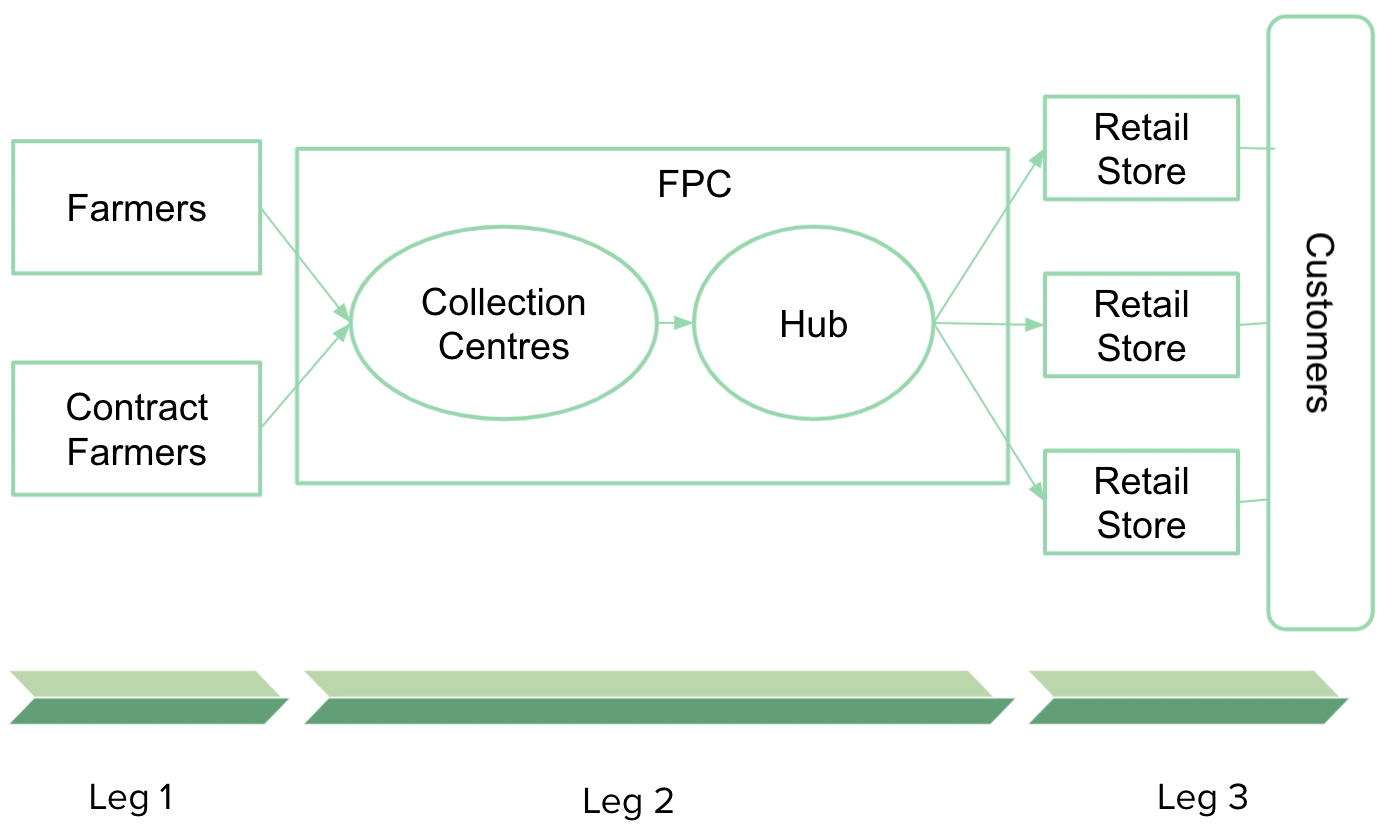 Farmers
Contract
Farmers
FPC
Collection
Centres
Hub
Retail
Store
Retail
Store
Retail
Store
Customers
Leg 1
Leg 2
Leg 3